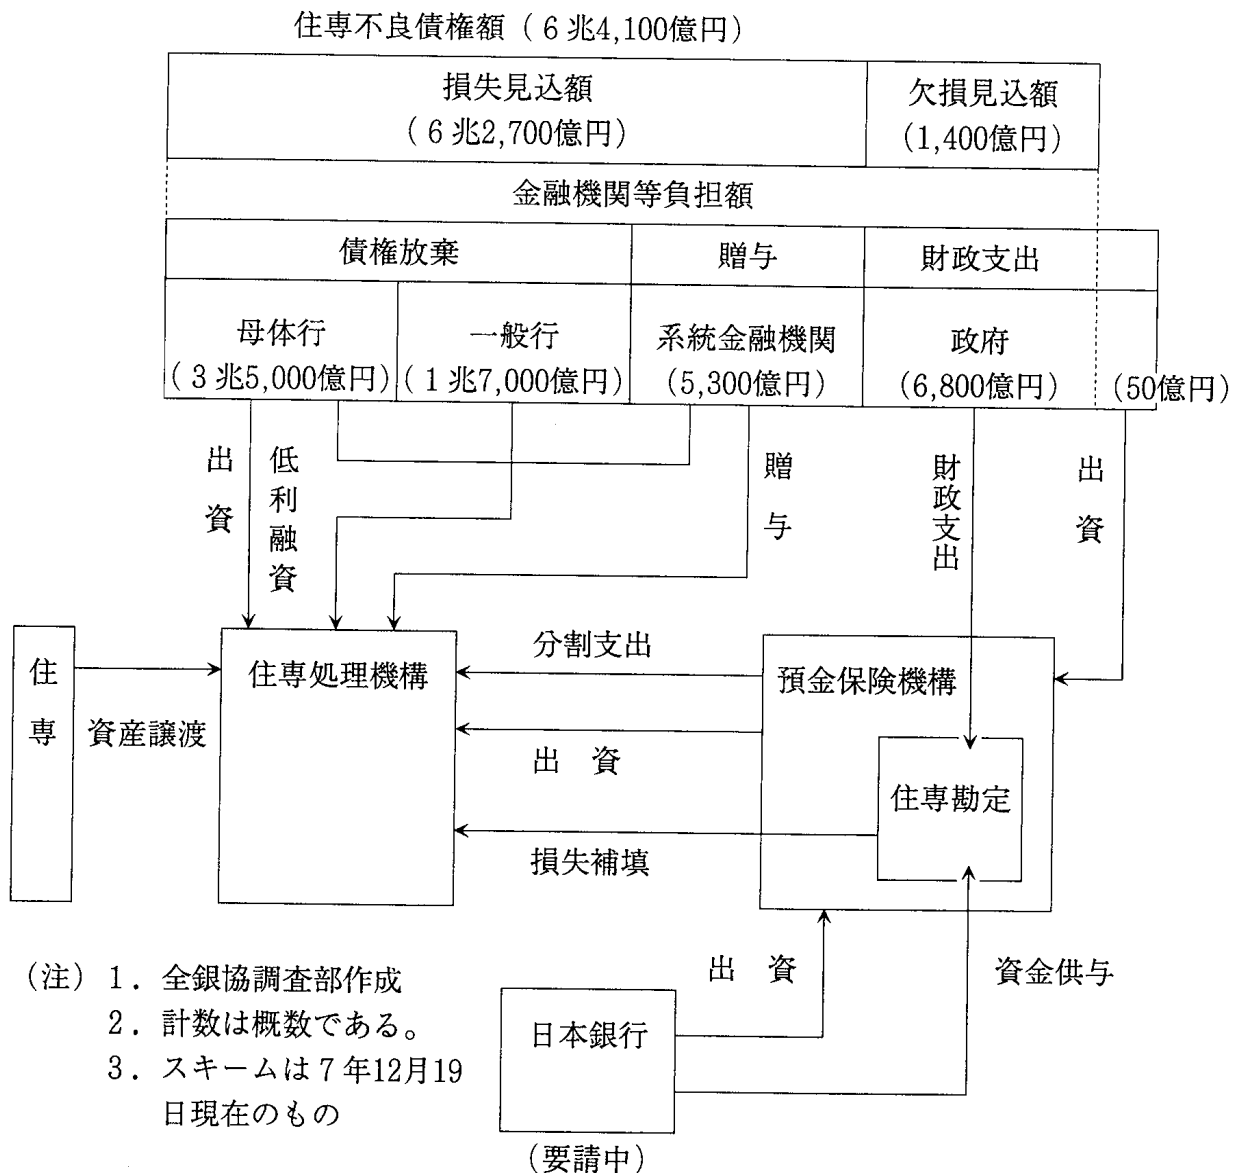 住専不良債権額（6兆4,100億円）
損失見込額
（6兆2,700億円）
欠損見込額
（1,400億円）
金融機関等負担額
債権放棄
贈与
財政支出
母体行
（3兆5,000億円）
一般行
（1兆7,000億円）
系統金融機関
（5,300億円）
政府
（6,800億円）
（50億円）
出資
低利融資
贈与
財政支出
出資
住専
資産譲渡
住専処理機構
分割支出
出　資
損失補填
預金保険機構
住専勘定
出　資
資金供与
日本銀行
（要請中）
（注）1．全銀協調査部作成
2．計数は概数である。
3．スキームは7年12月19
日現在のもの